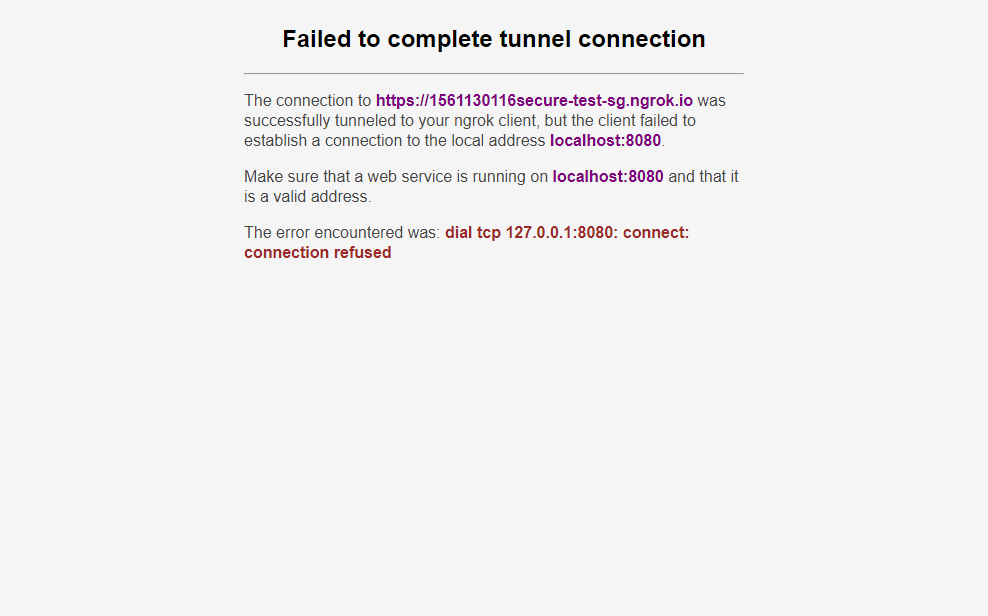 Failed to complete tunnel connection
The connection to https://1561130116secure-test-sg.ngrok.io was
successfully tunneled to your ngrok client, but the client failed to
establish a connection to the local address localhost:8080.
Make sure that a web service is running on localhost:8080 and that it
is a valid address.
The error encountered was: dial tcp 127.0.0.1:8080: connect:
connection refused